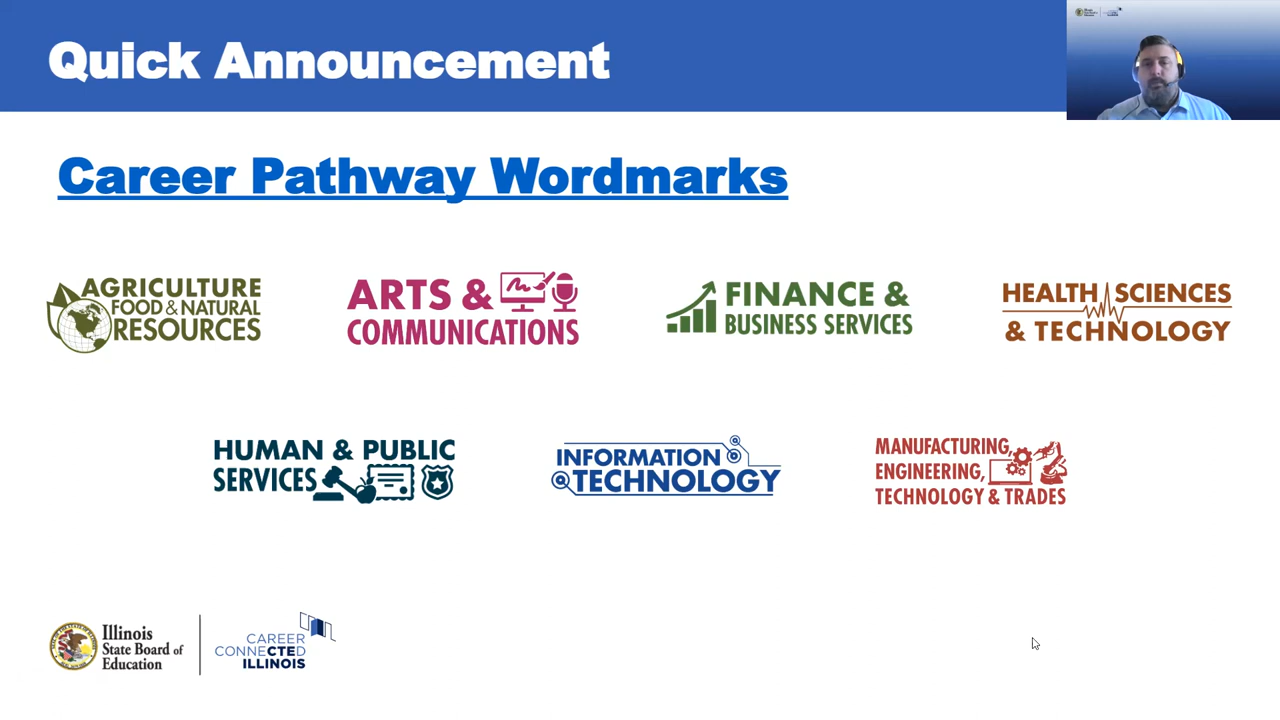 Quick Announcement
Career Pathway Wordmarks
AGRICULTURE
FOOD & NATURAL
RESOURCES
ARTS &
COMMUNICATIONS
FINANCE &
BUSINESS SERVICES
HEALTH SCIENCES
& TECHNOLOGY
HUMAN & PUBLIC
SERVICES
INFORMATION
TECHNOLOGY
MANUFACTURING,
ENGINEERING,
TECHNOLOGY & TRADES
Illinois
State Board of
Education
CAREER
CONNECTED
ILLINOIS